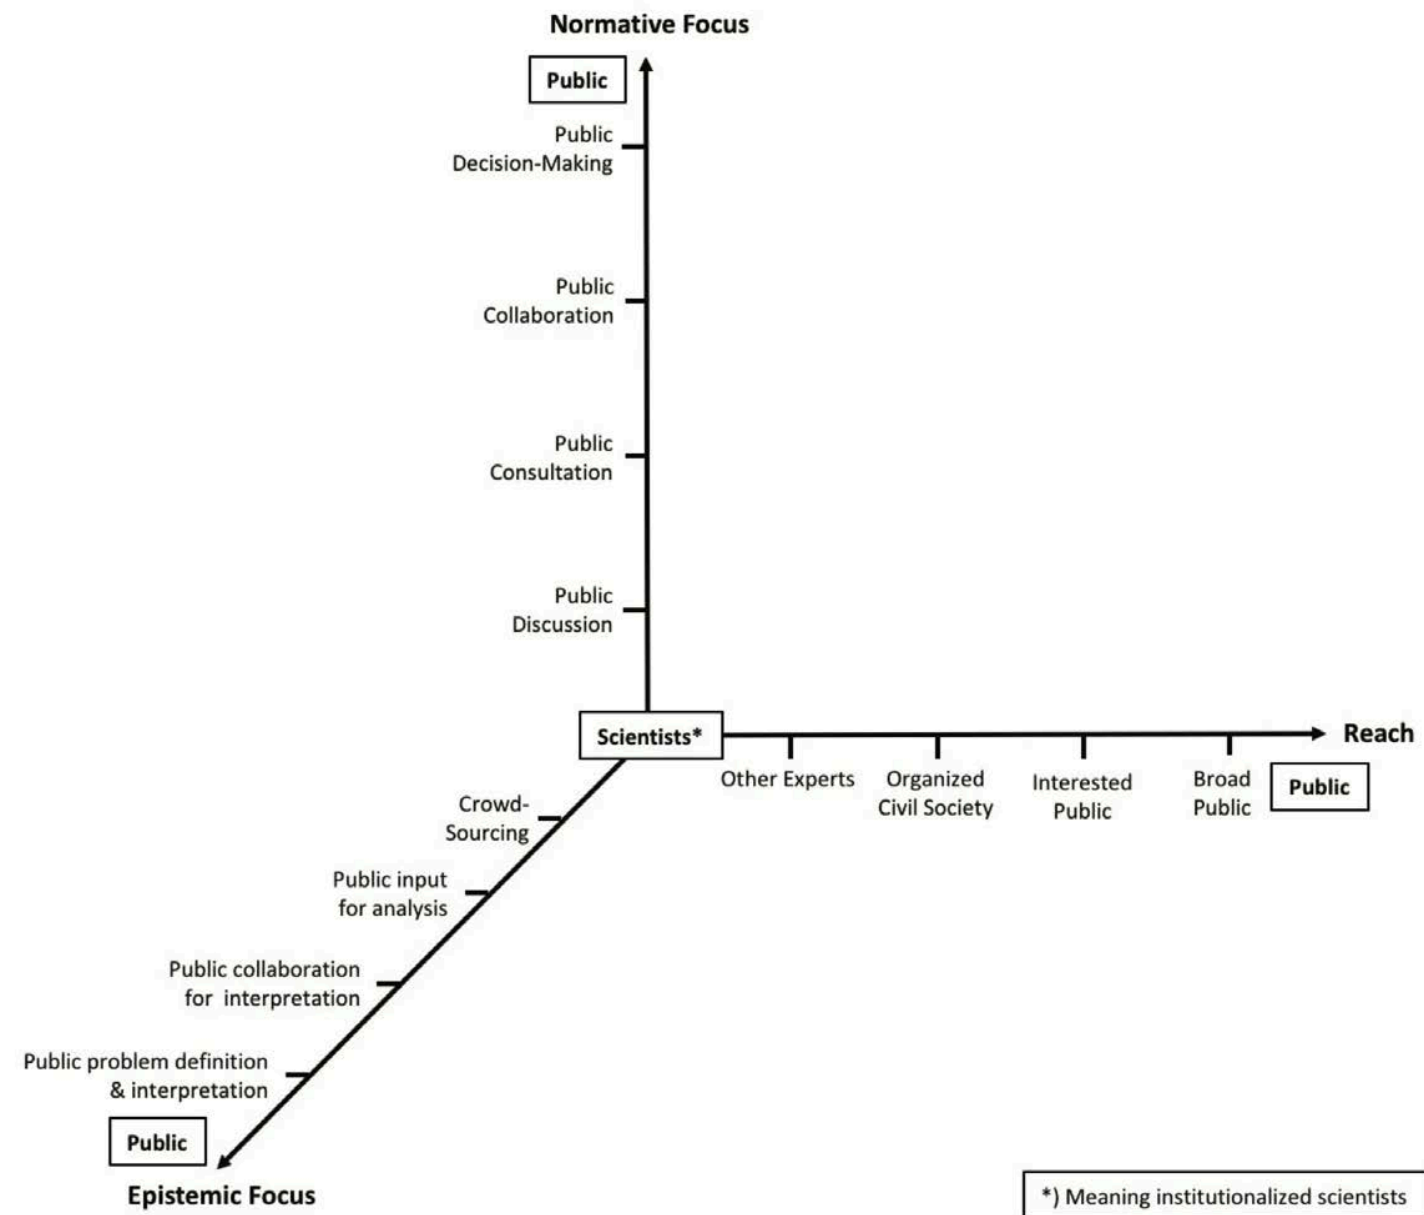 Normative Focus
Public
Public
Decision-Making
Public
Collaboration
Public
Consultation
Public
Discussion
Scientists*
Reach
Other Experts
Organized
Civil Society
Interested
Public
Broad
Public
Public
Crowd-
Sourcing
Public input
for analysis
Public collaboration
for interpretation
Public problem definition
& interpretation
Public
Epistemic Focus
*) Meaning institutionalized scientists